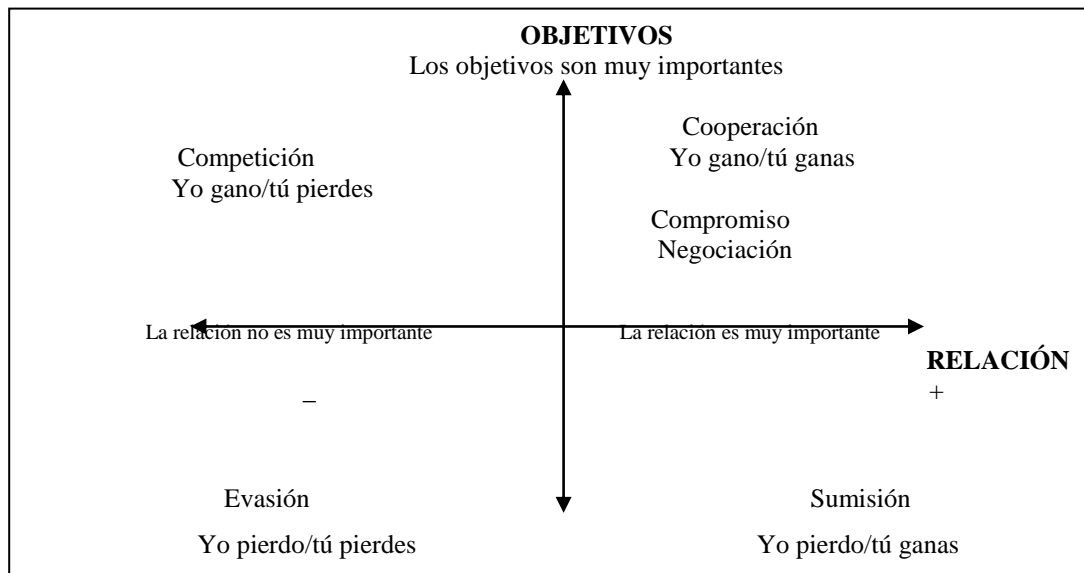 OBJETIVOS
Los objetivos son muy importantes
Cooperación
Yo gano/tú ganas
Competición
Yo gano/tú pierdes
Compromiso
Negociación
La relación no es muy importante
La relación es muy importante
RELACIÓN
–
+
Evasión
Sumisión
Yo pierdo/tú pierdes
Yo pierdo/tú ganas